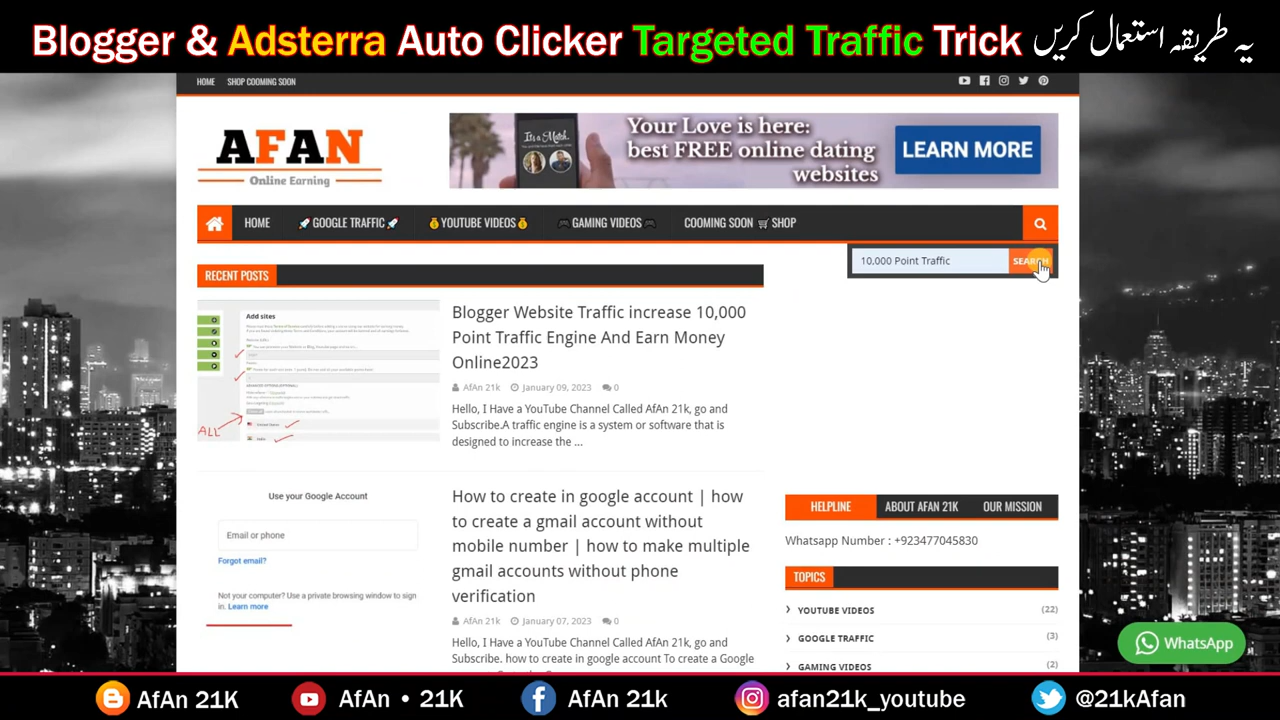 Blogger & Adsterra Auto Clicker Targeted Traffic Trick یہ طریقہ استعمال کریں
HOME SHOP COOMING SOON
AFAN
Online Earning
It's a Match.
Your Love is here:
best FREE online dating
websites
LEARN MORE
HOME 🚀 GOOGLE TRAFFIC 🚀 💰YOUTUBE VIDEOS💰 🎮 GAMING VIDEOS 🎮 COOMING SOON 🛒 SHOP
10,000 Point Traffic
SEARCH
RECENT POSTS
Add sites
ALL
Blogger Website Traffic increase 10,000
Point Traffic Engine And Earn Money
Online2023
AfAn 21k January 09, 2023 0
Hello, I Have a YouTube Channel Called AfAn 21k, go and
Subscribe.A traffic engine is a system or software that is
designed to increase the ...
Use your Google Account
Email or phone
Forgot email?
Not your computer? Use a private browsing window to sign
in. Learn more
How to create in google account | how
to create a gmail account without
mobile number | how to make multiple
gmail accounts without phone
verification
AfAn 21k January 07, 2023 0
Hello, I Have a YouTube Channel Called AfAn 21k, go and
Subscribe. how to create in google account To create a Google
HELPLINE ABOUT AFAN 21K OUR MISSION
Whatsapp Number : +923477045830
TOPICS
YOUTUBE VIDEOS (22)
GOOGLE TRAFFIC (3)
GAMING VIDEOS (2)
WhatsApp
AfAn 21K AfAn • 21K AfAn 21k afan21k_youtube @21kAfan